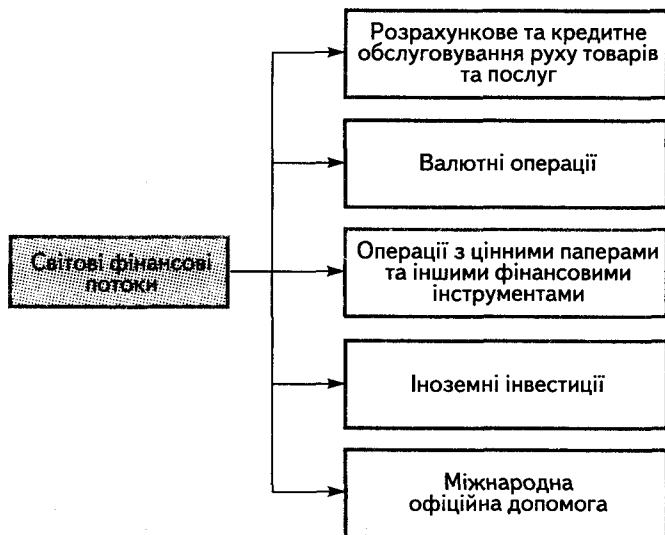 Розрахункове та кредитне
обслуговування руху товарів
та послуг
Валютні операції
Світові фінансові
потоки
Операції з цінними паперами
та іншими фінансовими
інструментами
Іноземні інвестиції
Міжнародна
офіційна допомога